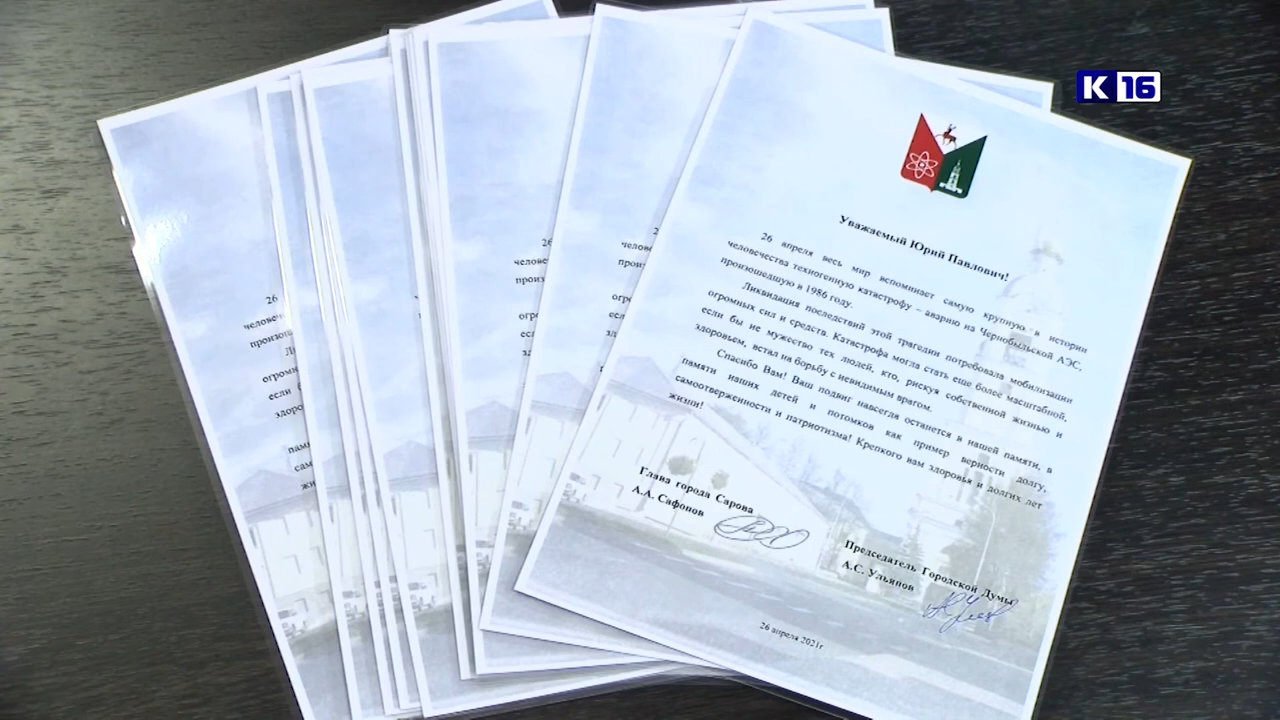 К 16
Уважаемый Юрий Павлович!
26 апреля весь мир вспоминает самую крупную в истории
человечества техногенную катастрофу – аварию на Чернобыльской АЭС,
произошедшую в 1986 году.
Ликвидация последствий этой трагедии потребовала мобилизации
огромных сил и средств. Катастрофа могла стать еще более масштабной,
если бы не мужество тех людей, кто, рискуя собственной жизнью и
здоровьем, встал на борьбу с невидимым врагом.
Спасибо Вам! Ваш подвиг навсегда останется в нашей памяти, в
памяти наших детей и потомков как пример верности долгу,
самоотверженности и патриотизма! Крепкого вам здоровья и долгих лет
жизни!
Глава города Сарова
А.А. Сафонов
Председатель Городской Думы
А.С. Ульянов
26 апреля 2021г